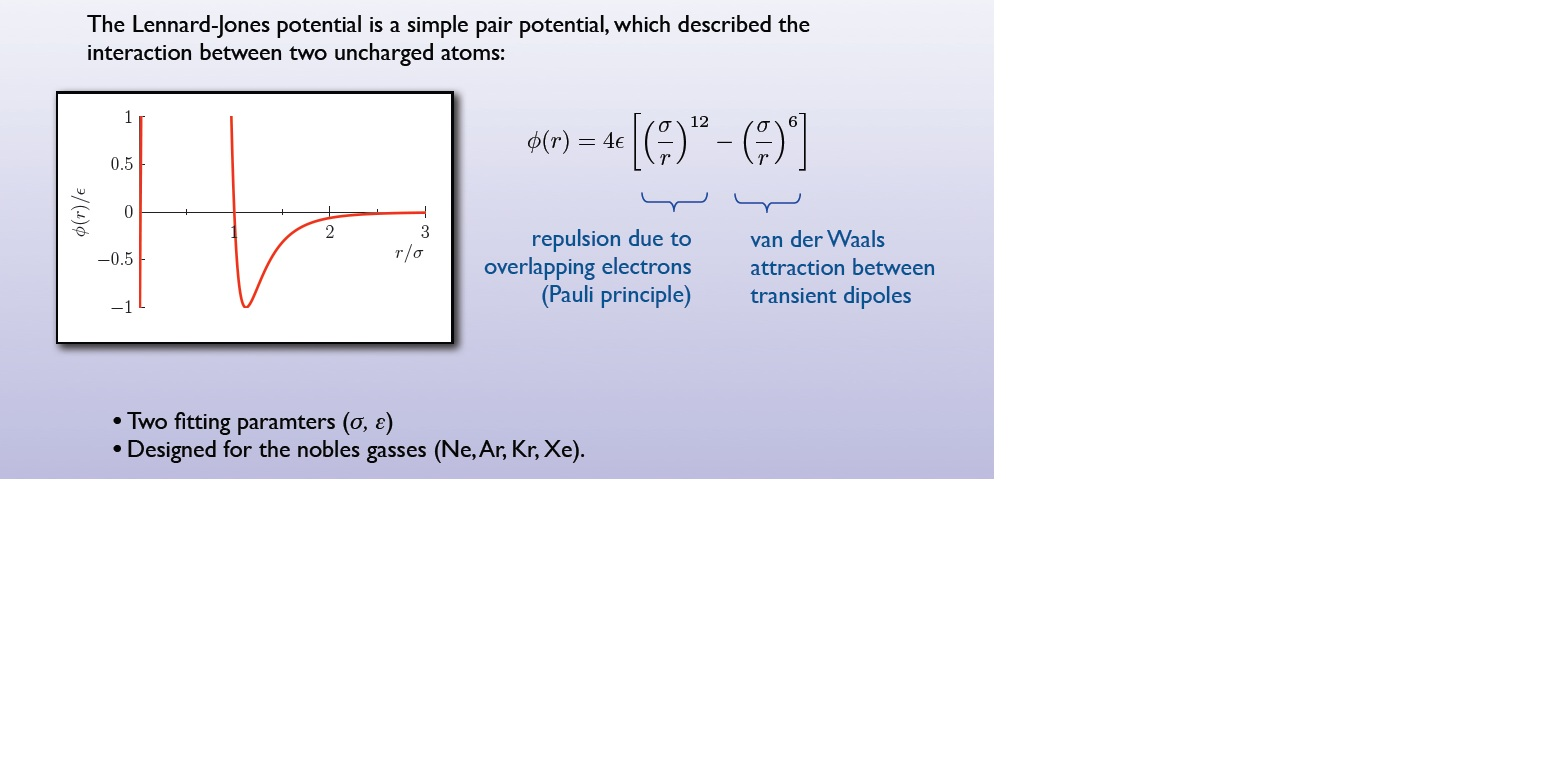 The Lennard-Jones potential is a simple pair potential, which described the
interaction between two uncharged atoms:
1
0.5
0
−0.5
−1
ϕ(r)/ϵ
1 2 3
r/σ
ϕ(r) = 4ϵ [(σ/r)^12 − (σ/r)^6]
repulsion due to
overlapping electrons
(Pauli principle)
van der Waals
attraction between
transient dipoles
• Two fitting paramters (σ, ε)
• Designed for the nobles gasses (Ne, Ar, Kr, Xe).